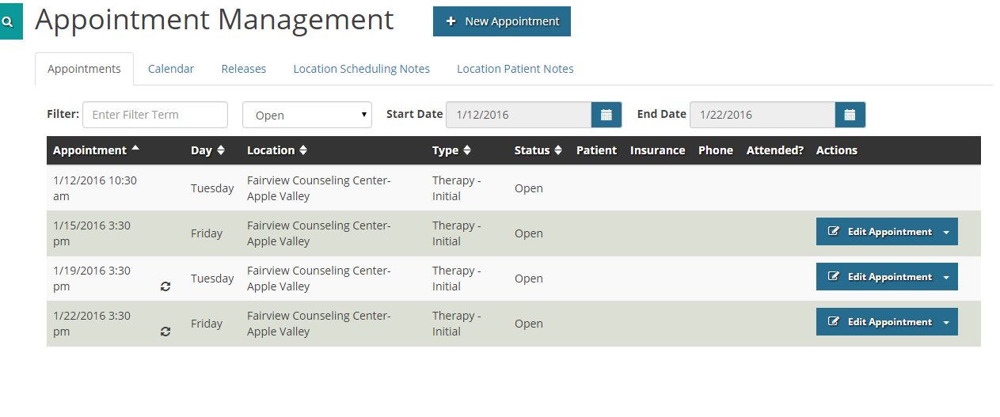 Appointment Management
New Appointment
Appointments Calendar Releases Location Scheduling Notes Location Patient Notes
Filter: Enter Filter Term Open Start Date 1/12/2016 End Date 1/22/2016
Appointment Day Location Type Status Patient Insurance Phone Attended? Actions
1/12/2016 10:30 am Tuesday Fairview Counseling Center-Apple Valley Therapy - Initial Open
1/15/2016 3:30 pm Friday Fairview Counseling Center-Apple Valley Therapy - Initial Open Edit Appointment
1/19/2016 3:30 pm Tuesday Fairview Counseling Center-Apple Valley Therapy - Initial Open Edit Appointment
1/22/2016 3:30 pm Friday Fairview Counseling Center-Apple Valley Therapy - Initial Open Edit Appointment